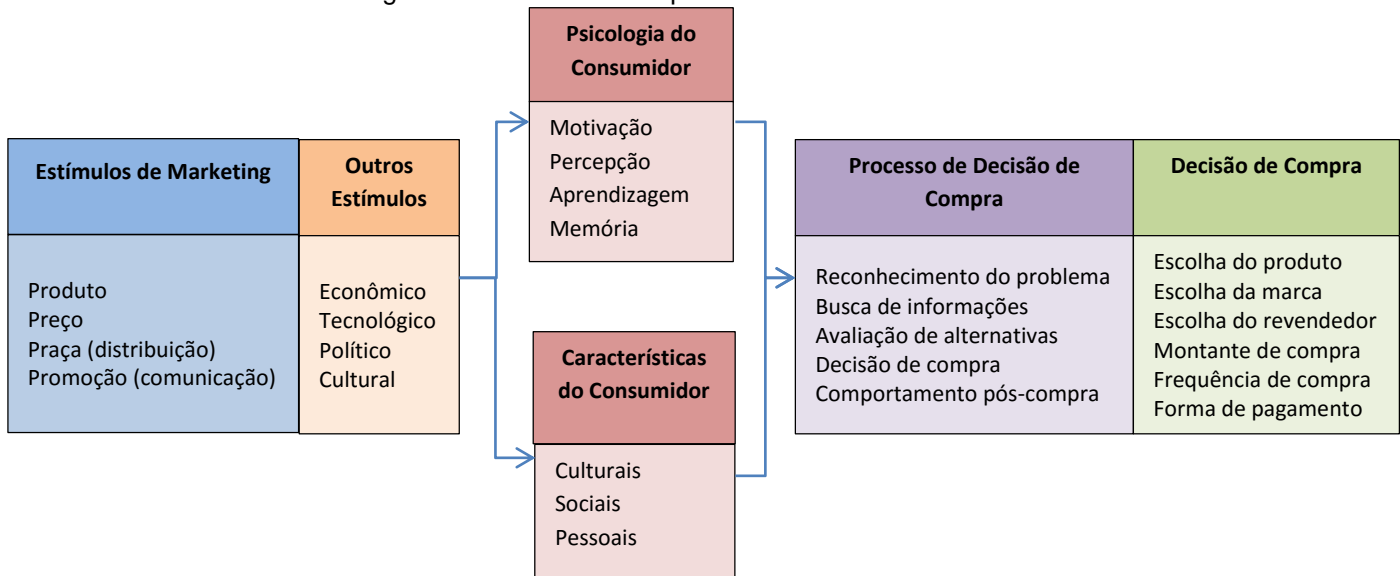 Psicologia do
Consumidor
Motivação
Percepção
Aprendizagem
Memória
Estímulos de Marketing
Produto
Preço
Praça (distribuição)
Promoção (comunicação)
Outros
Estímulos
Econômico
Tecnológico
Político
Cultural
Características
do Consumidor
Culturais
Sociais
Pessoais
Processo de Decisão de
Compra
Reconhecimento do problema
Busca de informações
Avaliação de alternativas
Decisão de compra
Comportamento pós-compra
Decisão de Compra
Escolha do produto
Escolha da marca
Escolha do revendedor
Montante de compra
Frequência de compra
Forma de pagamento